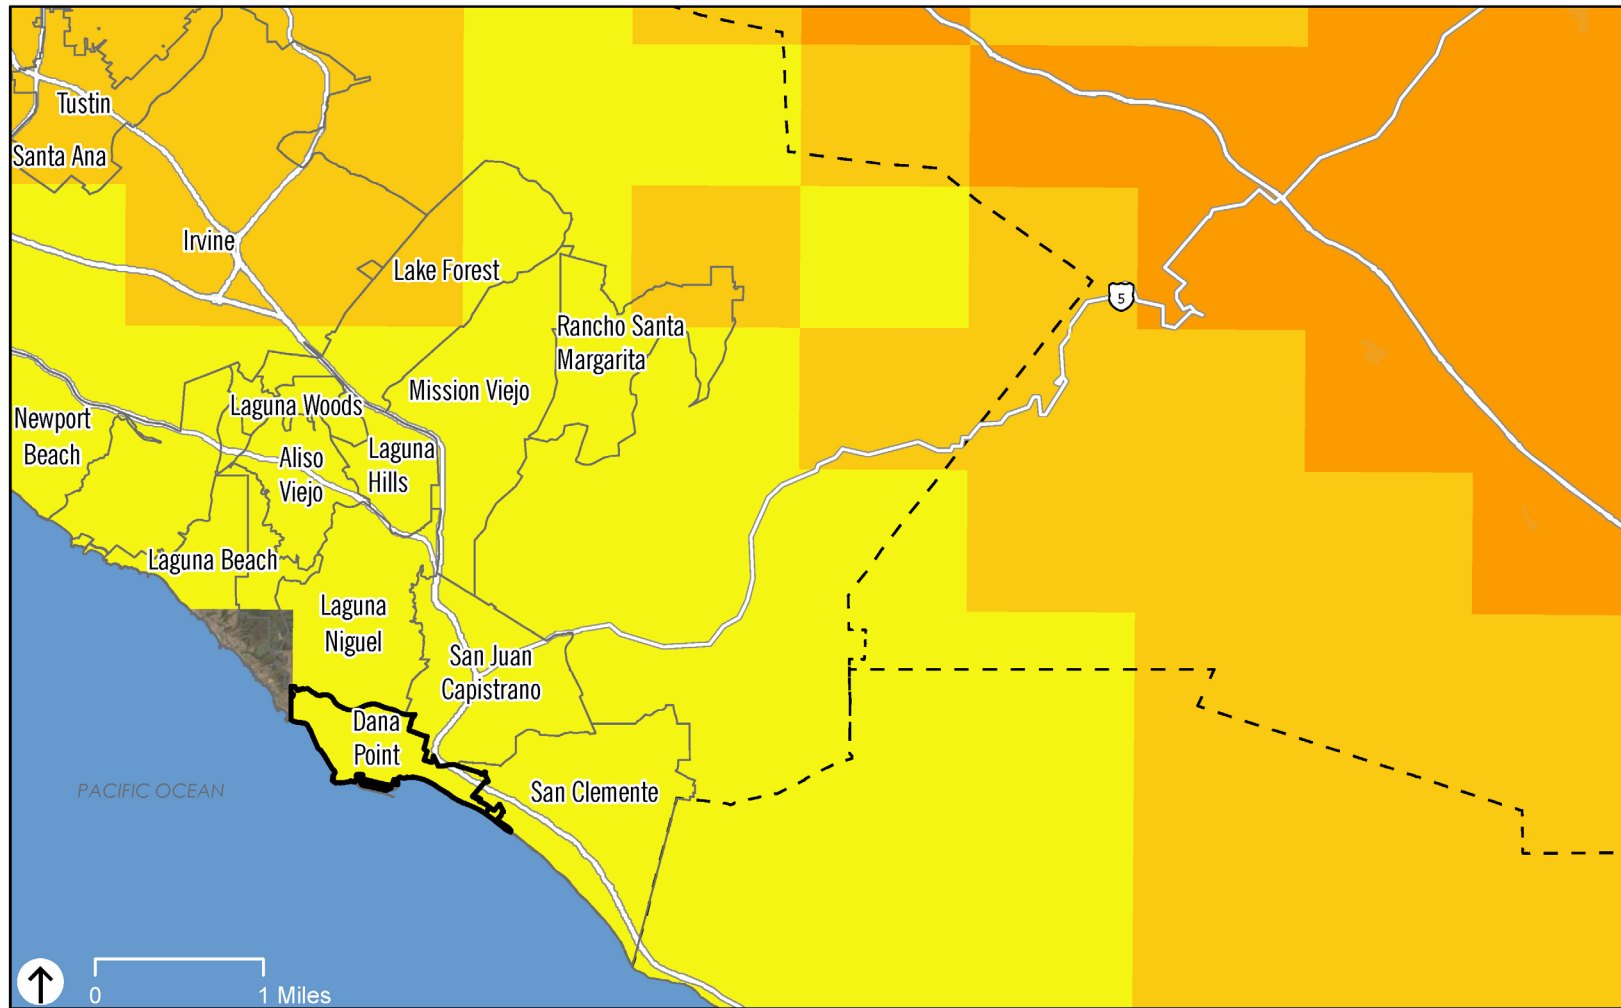 Tustin
Santa Ana
Irvine
Lake Forest
5
Rancho Santa
Margarita
Mission Viejo
Laguna Woods
Newport
Beach
Aliso
Viejo
Laguna
Hills
Laguna Beach
Laguna
Niguel
San Juan
Capistrano
Dana
Point
San Clemente
PACIFIC OCEAN
0
1 Miles